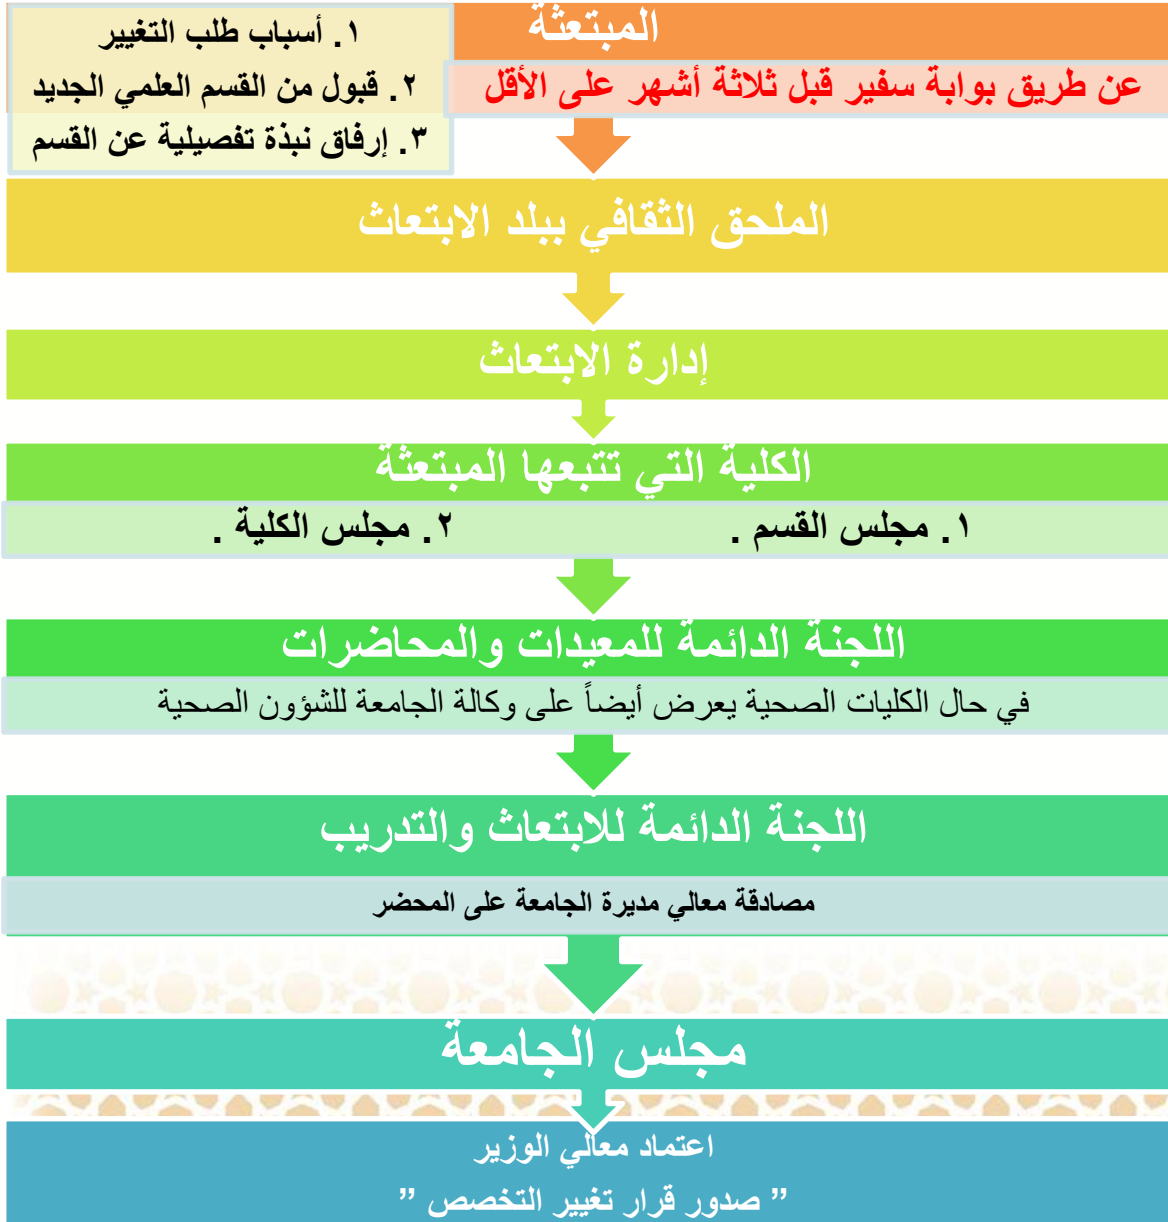 المبتعثة
عن طريق بوابة سفير قبل ثلاثة أشهر على الأقل
١. أسباب طلب التغيير
٢. قبول من القسم العلمي الجديد
٣. إرفاق نبذة تفصيلية عن القسم
الملحق الثقافي ببلد الابتعاث
إدارة الابتعاث
الكلية التي تتبعها المبتعثة
١. مجلس القسم . ٢. مجلس الكلية .
اللجنة الدائمة للمعيدات والمحاضرات
في حال الكليات الصحية يعرض أيضاً على وكالة الجامعة للشؤون الصحية
اللجنة الدائمة للابتعاث والتدريب
مصادقة معالي مديرة الجامعة على المحضر
مجلس الجامعة
اعتماد معالي الوزير
” صدور قرار تغيير التخصص ”